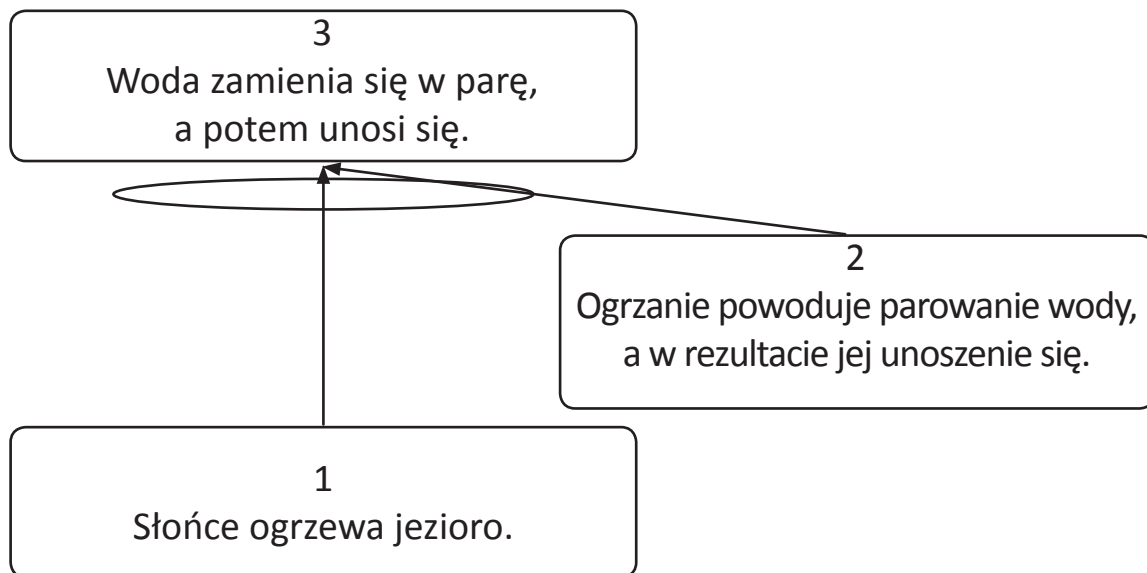 3
Woda zamienia się w parę,
a potem unosi się.
2
Ogrzanie powoduje parowanie wody,
a w rezultacie jej unoszenie się.
1
Słońce ogrzewa jezioro.